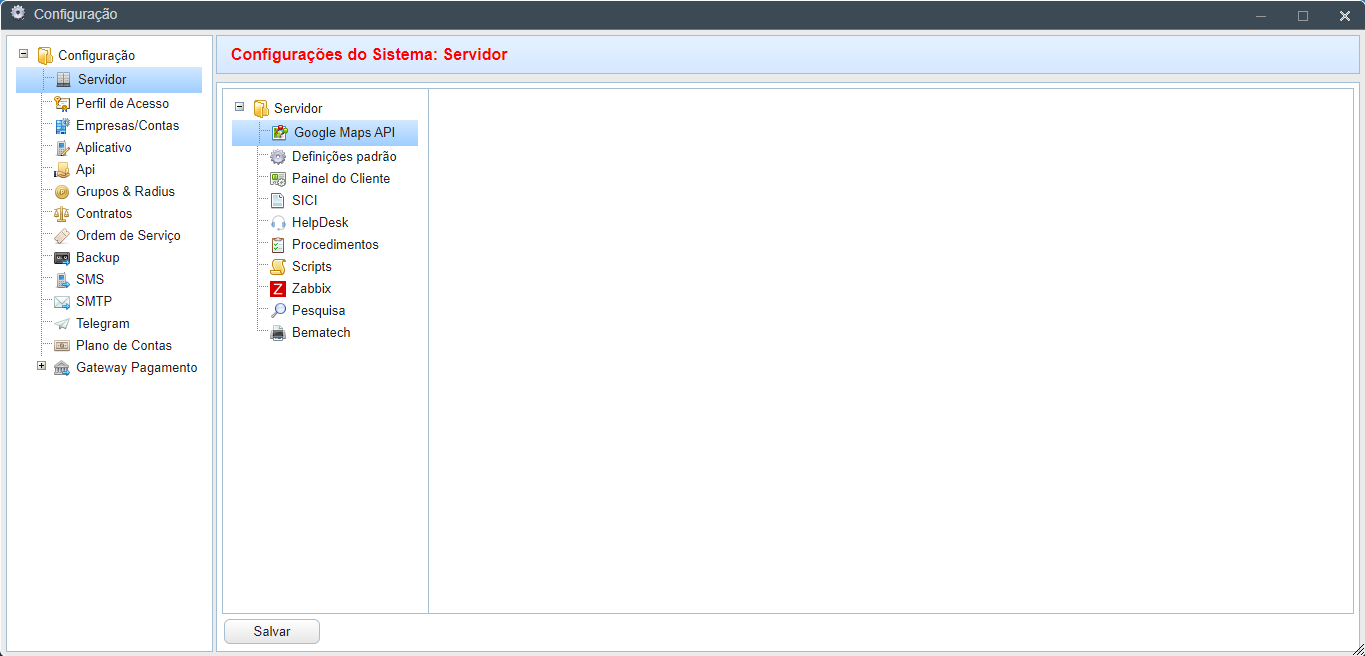 Configuração
Configuração
Servidor
Perfil de Acesso
Empresas/Contas
Aplicativo
Api
Grupos & Radius
Contratos
Ordem de Serviço
Backup
SMS
SMTP
Telegram
Plano de Contas
Gateway Pagamento
Configurações do Sistema: Servidor
Servidor
Google Maps API
Definições padrão
Painel do Cliente
SICI
HelpDesk
Procedimentos
Scripts
Z Zabbix
Pesquisa
Bematech
Salvar